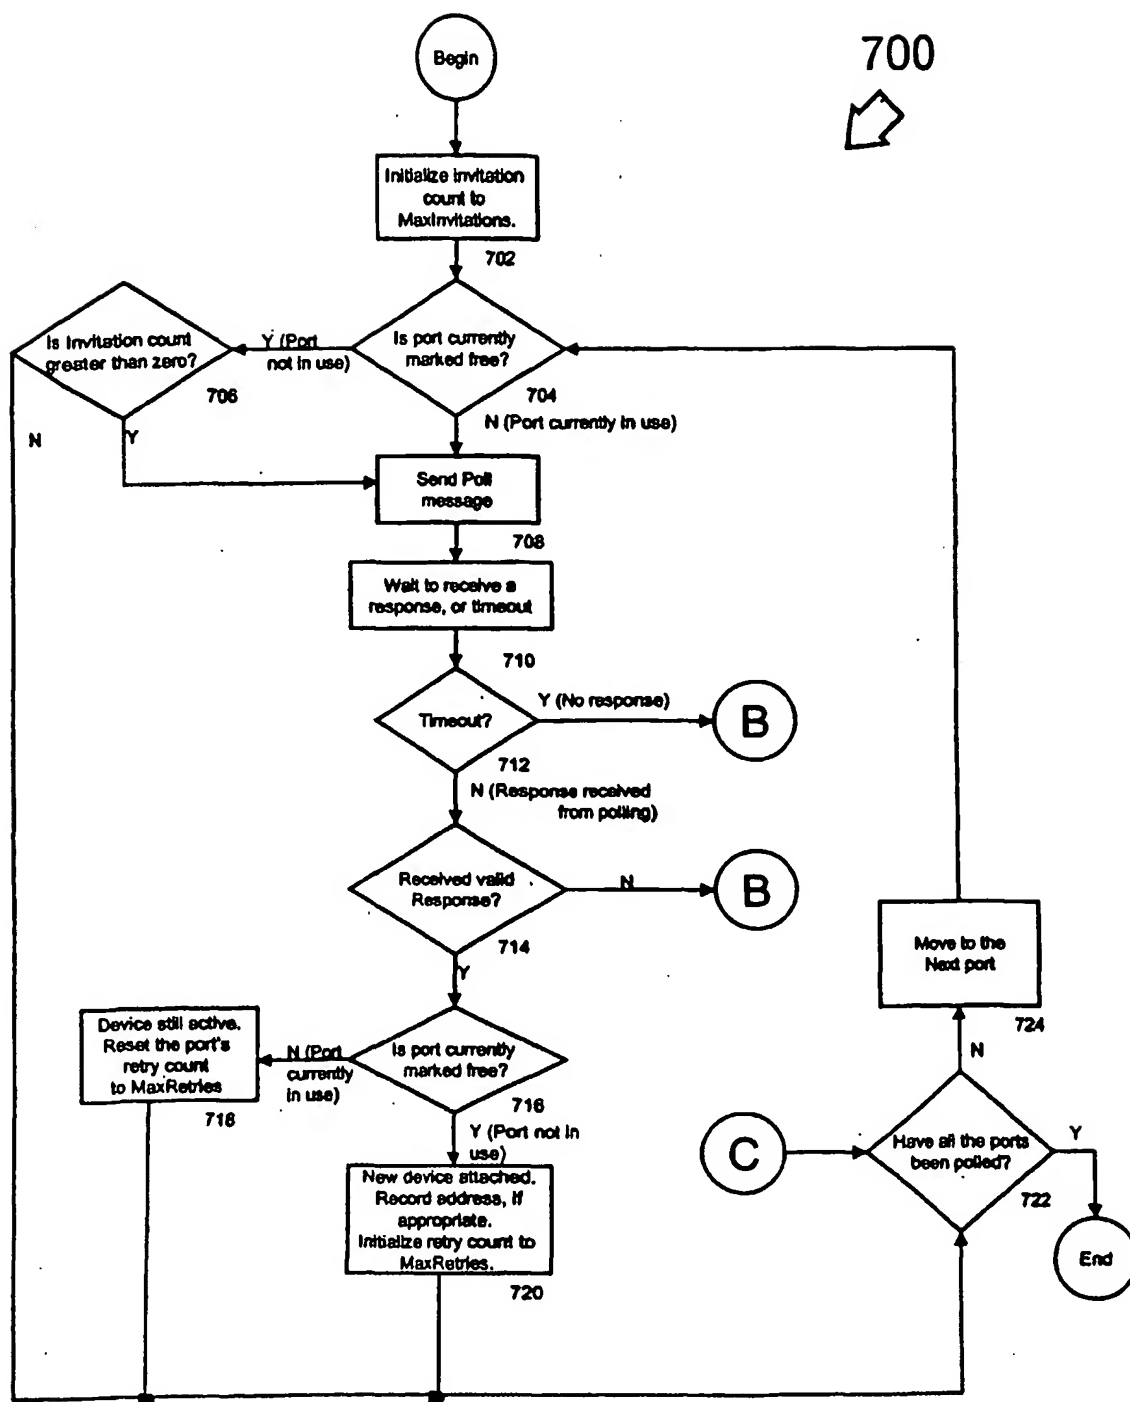 Begin
700
Initialize invitation
count to
MaxInvitations.
702
Is Invitation count
greater than zero?
706
Y (Port
not in use)
Is port currently
marked free?
704
N
Y
N (Port currently in use)
Send Poll
message
708
Wait to receive a
response, or timeout
710
Timeout?
712
Y (No response)
B
N (Response received
from polling)
Received valid
Response?
714
N
B
Y
Move to the
Next port
724
Device still active.
Reset the port's
retry count
to MaxRetries
718
N (Port
currently
in use)
Is port currently
marked free?
716
Y (Port not in
use)
N
C
Have all the ports
been polled?
722
Y
End
New device attached.
Record address, if
appropriate.
Initialize retry count to
MaxRetries.
720